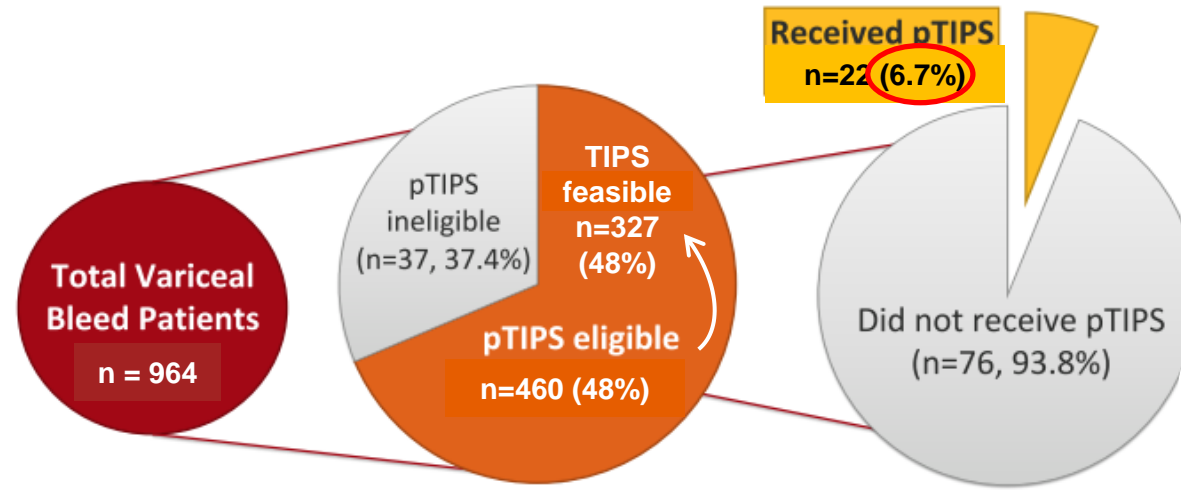 Total Variceal
Bleed Patients
n = 964
pTIPS
ineligible
(n=37, 37.4%)
TIPS
feasible
n=327
(48%)
pTIPS eligible
n=460 (48%)
Received pTIPS
n=22 (6.7%)
Did not receive pTIPS
(n=76, 93.8%)